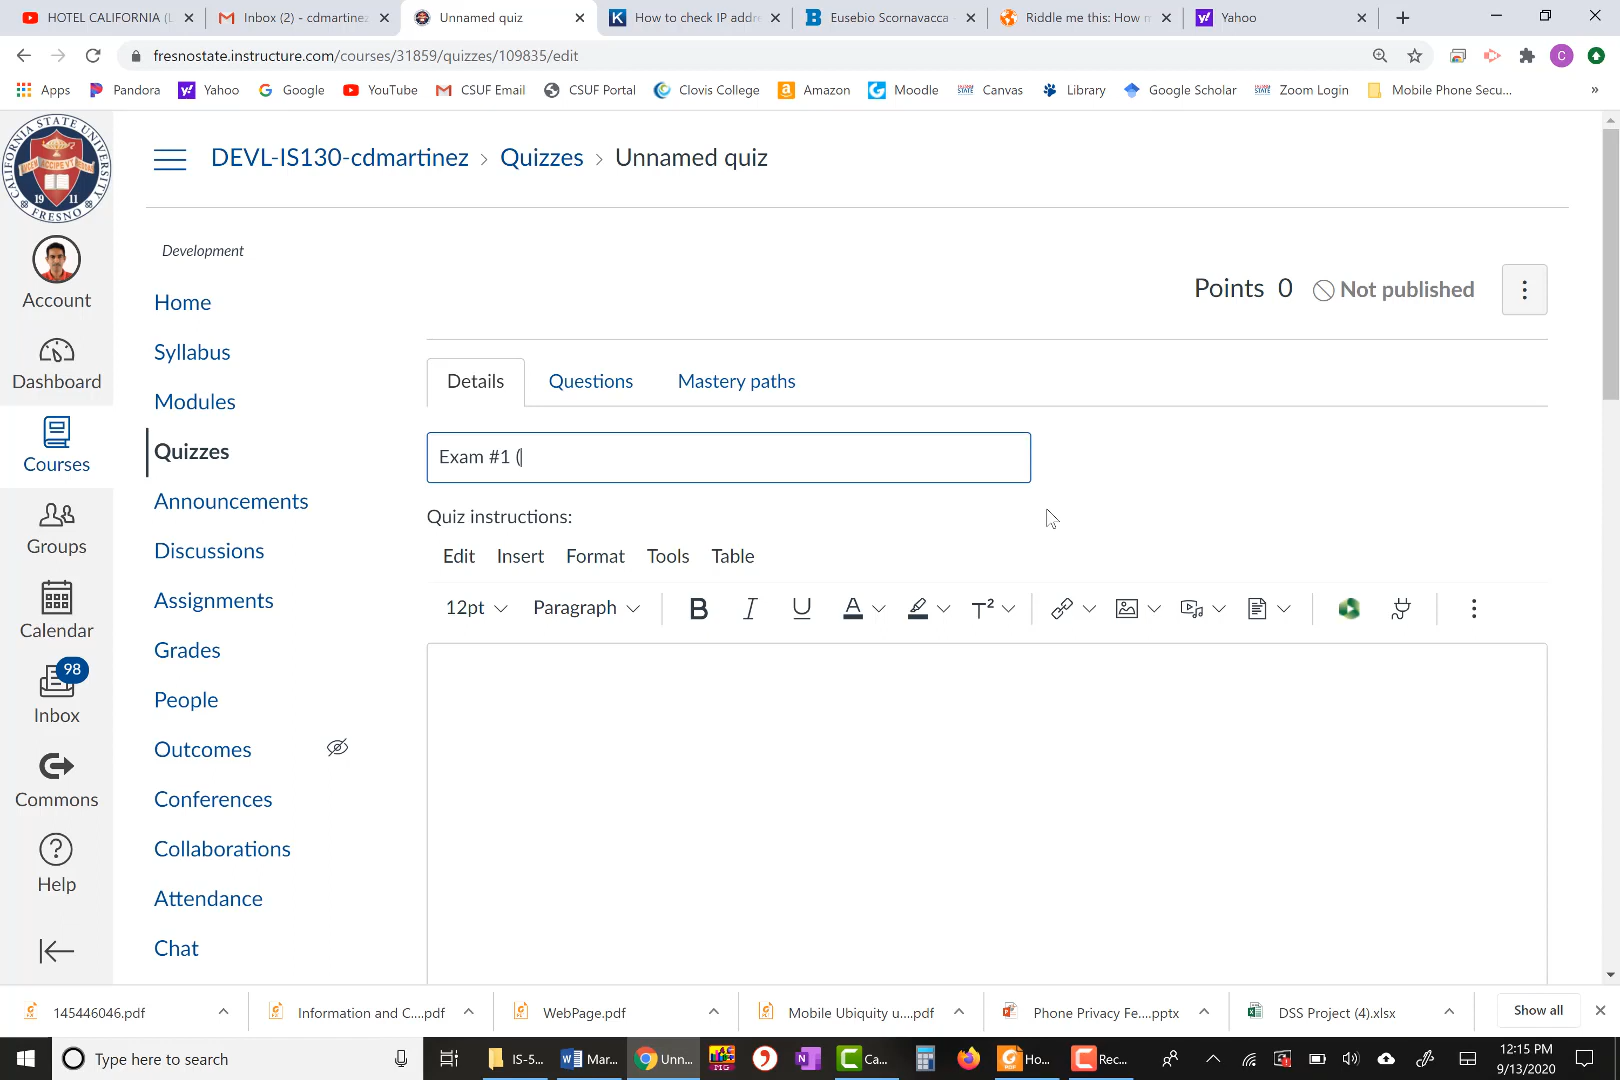 HOTEL CALIFORNIA (L
Inbox (2) - cdmartinez
Unnamed quiz
How to check IP addre
Eusebio Scornavacca
Riddle me this: How m
Yahoo
fresnostate.instructure.com/courses/31859/quizzes/109835/edit
C
Apps
Pandora
Yahoo
Google
YouTube
CSUF Email
CSUF Portal
Clovis College
Amazon
Moodle
Canvas
Library
Google Scholar
Zoom Login
Mobile Phone Secu...
»
CALIFORNIA STATE UNIVERSITY
19 11
FRESNO
Account
Dashboard
Courses
Groups
Calendar
98
Inbox
Commons
Help
DEVL-IS130-cdmartinez > Quizzes > Unnamed quiz
Development
Home
Syllabus
Modules
Quizzes
Announcements
Discussions
Assignments
Grades
People
Outcomes
Conferences
Collaborations
Attendance
Chat
Points 0 Not published
Details Questions Mastery paths
Exam #1 (
Quiz instructions:
Edit Insert Format Tools Table
12pt Paragraph B I U A T²
145446046.pdf
Information and C....pdf
WebPage.pdf
Mobile Ubiquity u....pdf
Phone Privacy Fe....pptx
DSS Project (4).xlsx
Show all
Type here to search
IS-5...
Mar...
Unn...
Ca...
Ho...
Rec...
12:15 PM
9/13/2020